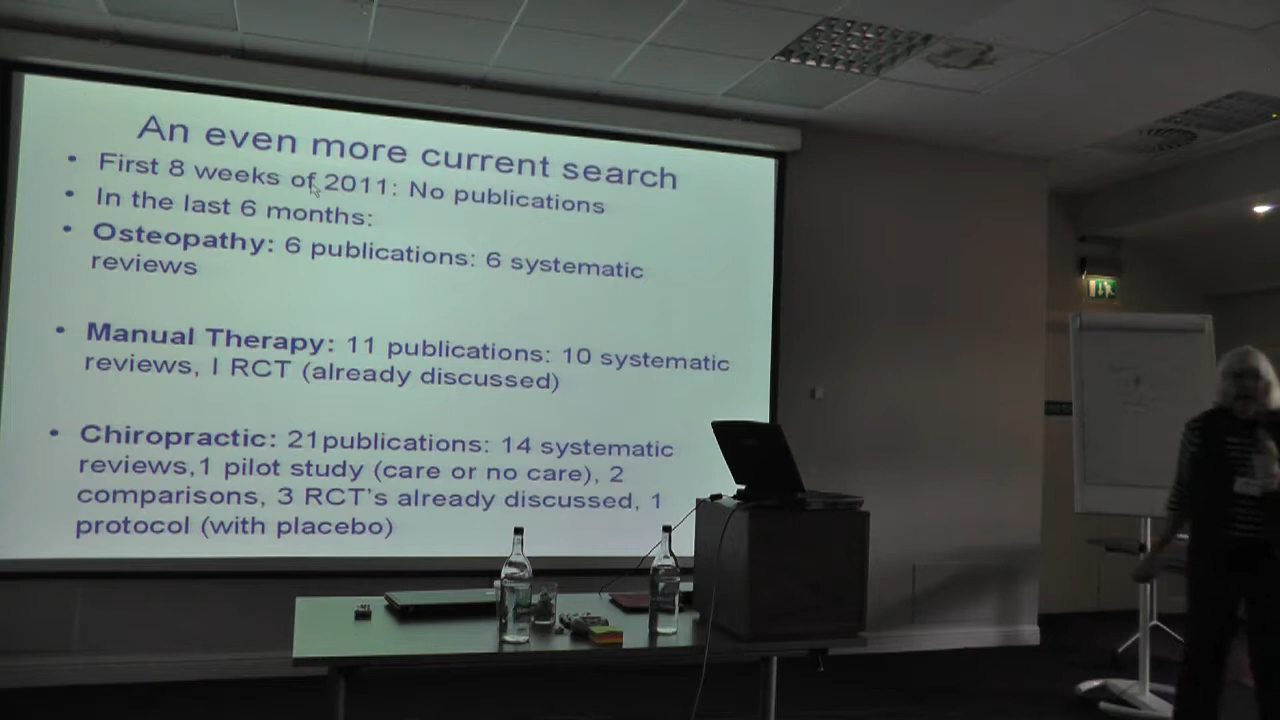 An even more current search
• First 8 weeks of 2011: No publications
• In the last 6 months:
• Osteopathy: 6 publications: 6 systematic
reviews
• Manual Therapy: 11 publications: 10 systematic
reviews, I RCT (already discussed)
• Chiropractic: 21publications: 14 systematic
reviews,1 pilot study (care or no care), 2
comparisons, 3 RCT's already discussed, 1
protocol (with placebo)